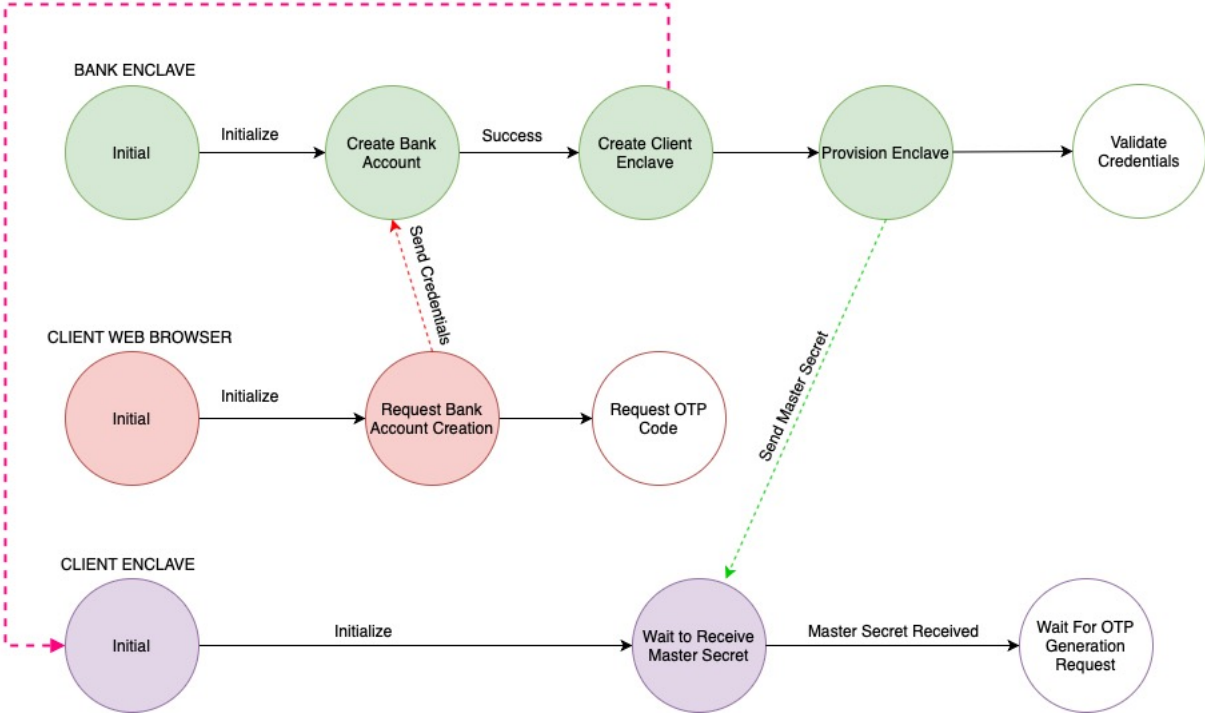 BANK ENCLAVE
Initial
Initialize
Create Bank
Account
Success
Create Client
Enclave
Provision Enclave
Validate
Credentials
Send Credentials
Send Master Secret
CLIENT WEB BROWSER
Initial
Initialize
Request Bank
Account Creation
Request OTP
Code
CLIENT ENCLAVE
Initial
Initialize
Wait to Receive
Master Secret
Master Secret Received
Wait For OTP
Generation
Request